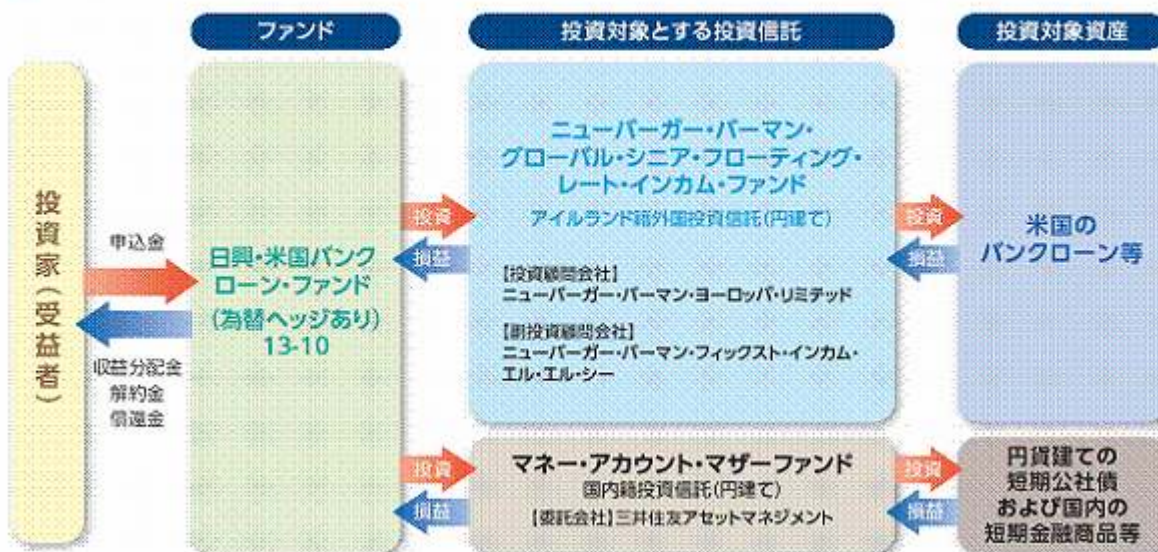 ファンド
投資対象とする投資信託
投資対象資産
投資家(受益者)
申込金
収益分配金
解約金
償還金
日興・米国バンク
ローン・ファンド
(為替ヘッジあり)
13-10
投資
損益
ニューバーガー・バーマン・
グローバル・シニア・フローティング・
レート・インカム・ファンド
アイルランド籍外国投資信託(円建て)
【投資顧問会社】
ニューバーガー・バーマン・ヨーロッパ・リミテッド
【副投資顧問会社】
ニューバーガー・バーマン・フィックスト・インカム・
エル・エル・シー
投資
損益
米国の
バンクローン等
投資
損益
マネー・アカウント・マザーファンド
国内籍投資信託(円建て)
【委託会社】三井住友アセットマネジメント
投資
損益
円貨建ての
短期公社債
および国内の
短期金融商品等